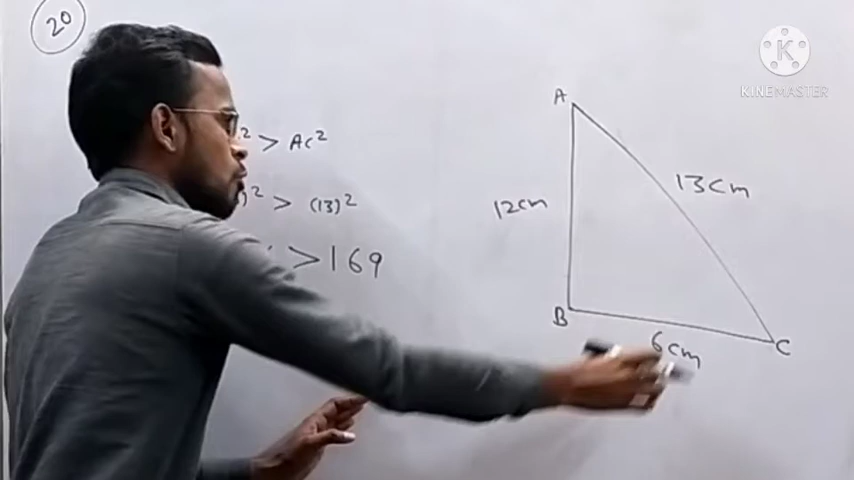 20
² > AC²
)² > (13)²
> 169
A
12cm
13cm
B
6cm
C
K
KINEMASTER